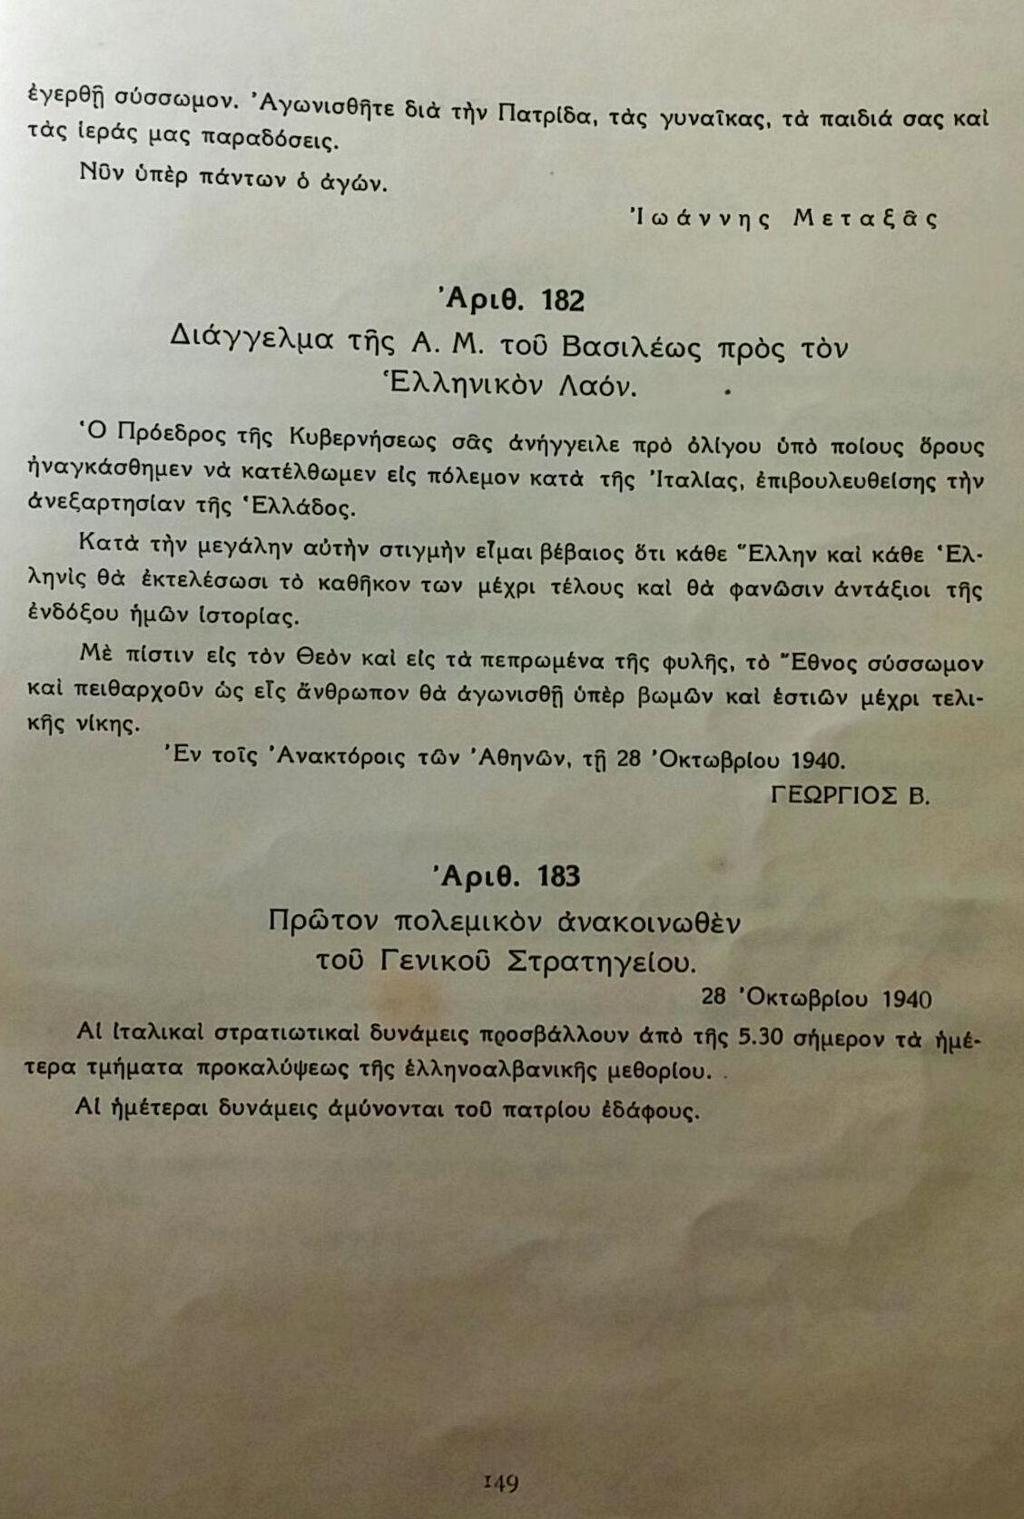 ἐγερθῇ σύσσωμον. Ἀγωνισθῆτε διὰ τὴν Πατρίδα, τὰς γυναῖκας, τὰ παιδιά σας καὶ
τὰς ἱεράς μας παραδόσεις.
Νῦν ὑπὲρ πάντων ὁ ἀγών.
Ἰωάννης Μεταξᾶς
Ἀριθ. 182
Διάγγελμα τῆς Α. Μ. τοῦ Βασιλέως πρὸς τὸν
Ἑλληνικὸν Λαόν.
Ὁ Πρόεδρος τῆς Κυβερνήσεως σᾶς ἀνήγγειλε πρὸ ὀλίγου ὑπὸ ποίους ὅρους
ἠναγκάσθημεν νὰ κατέλθωμεν εἰς πόλεμον κατὰ τῆς Ἰταλίας, ἐπιβουλευθείσης τὴν
ἀνεξαρτησίαν τῆς Ἑλλάδος.
Κατὰ τὴν μεγάλην αὐτὴν στιγμὴν εἶμαι βέβαιος ὅτι κάθε Ἕλλην καὶ κάθε Ἑλ-
ληνὶς θὰ ἐκτελέσωσι τὸ καθῆκον των μέχρι τέλους καὶ θὰ φανῶσιν ἀντάξιοι τῆς
ἐνδόξου ἡμῶν ἱστορίας.
Μὲ πίστιν εἰς τὸν Θεὸν καὶ εἰς τὰ πεπρωμένα τῆς φυλῆς, τὸ Ἔθνος σύσσωμον
καὶ πειθαρχοῦν ὡς εἷς ἄνθρωπον θὰ ἀγωνισθῇ ὑπὲρ βωμῶν καὶ ἑστιῶν μέχρι τελι-
κῆς νίκης.
Ἐν τοῖς Ἀνακτόροις τῶν Ἀθηνῶν, τῇ 28 Ὀκτωβρίου 1940.
ΓΕΩΡΓΙΟΣ Β.
Ἀριθ. 183
Πρῶτον πολεμικὸν ἀνακοινωθὲν
τοῦ Γενικοῦ Στρατηγείου.
28 Ὀκτωβρίου 1940
Αἱ ἰταλικαὶ στρατιωτικαὶ δυνάμεις προσβάλλουν ἀπὸ τῆς 5.30 σήμερον τὰ ἡμέ-
τερα τμήματα προκαλύψεως τῆς ἑλληνοαλβανικῆς μεθορίου.
Αἱ ἡμέτεραι δυνάμεις ἀμύνονται τοῦ πατρίου ἐδάφους.
149